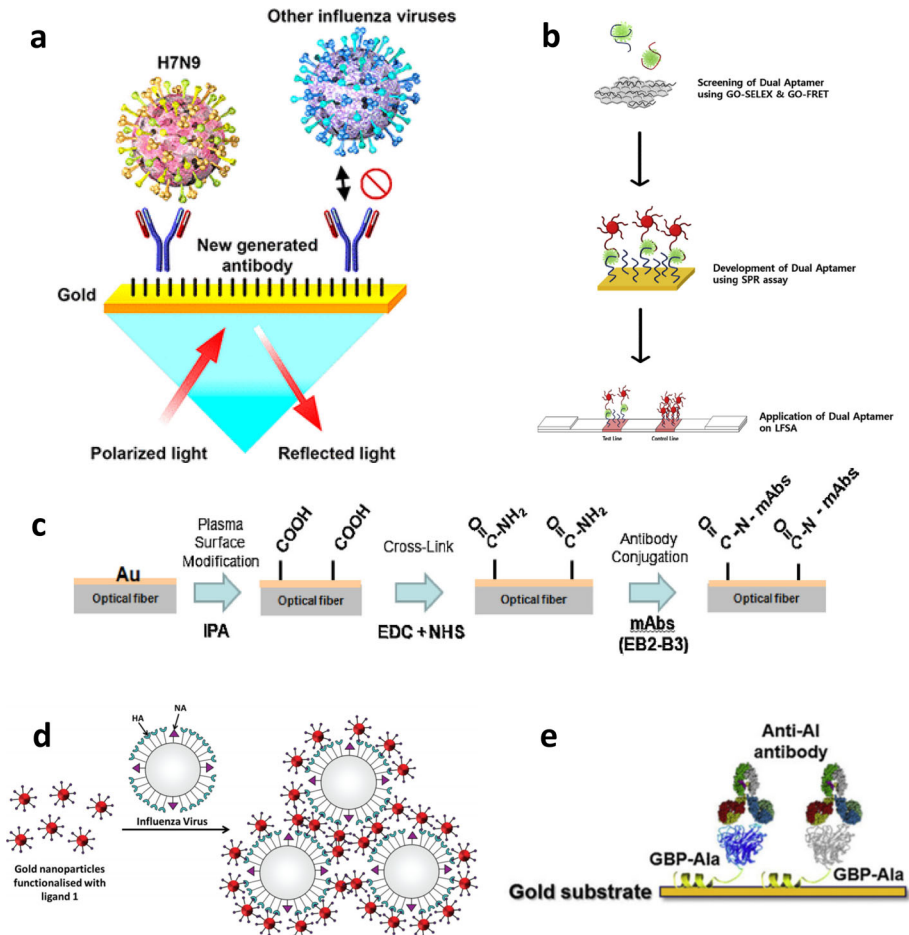 a
H7N9
Other influenza viruses
New generated
antibody
Gold
Polarized light
Reflected light
b
Screening of Dual Aptamer
using GO-SELEX & GO-FRET
Development of Dual Aptamer
using SPR assay
Application of Dual Aptamer
on LFSA
Test Line
Control Line
c
Au
Optical fiber
Plasma
Surface
Modification
IPA
COOH
COOH
Optical fiber
Cross-Link
EDC + NHS
O
C-NH2
O
C-NH2
Optical fiber
Antibody
Conjugation
mAbs
(EB2-B3)
O
C-N-mAbs
O
C-N-mAbs
Optical fiber
d
HA
NA
Influenza Virus
Gold nanoparticles
functionalised with
ligand 1
e
Anti-AI
antibody
GBP-Ala
GBP-Ala
Gold substrate